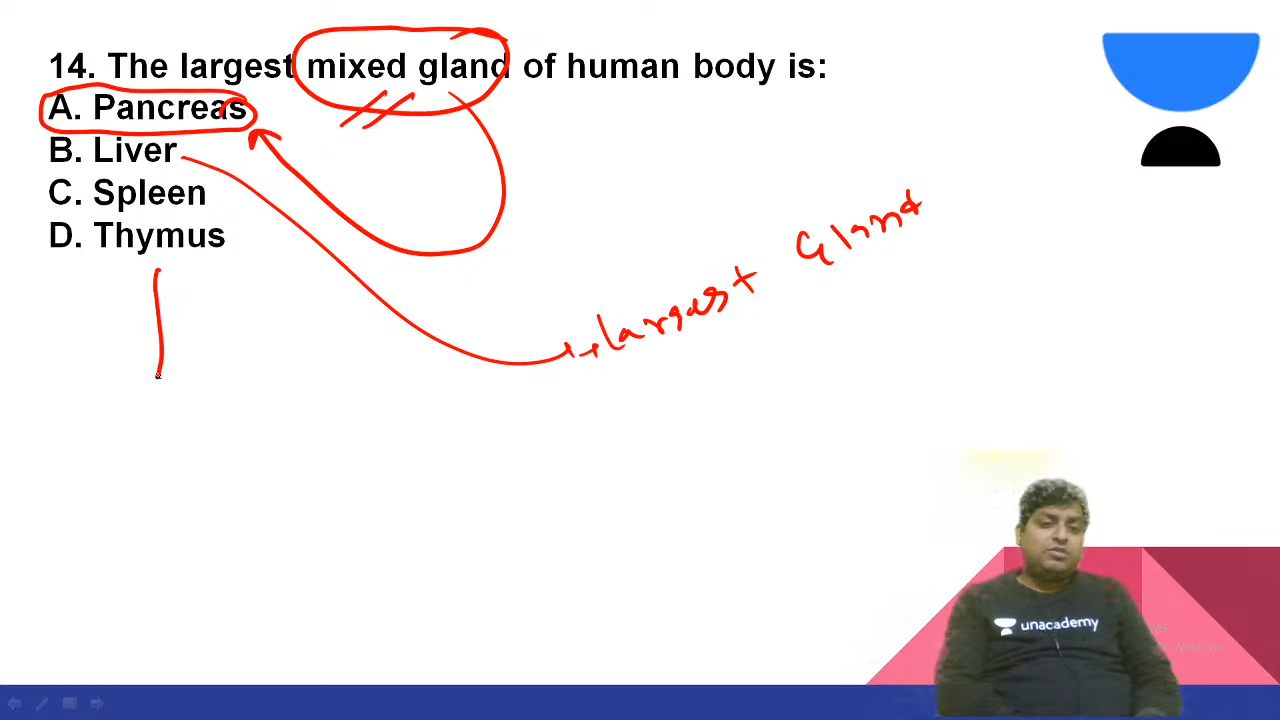 14. The largest mixed gland of human body is:
A. Pancreas
B. Liver
C. Spleen
D. Thymus
Largest Gland
unacademy